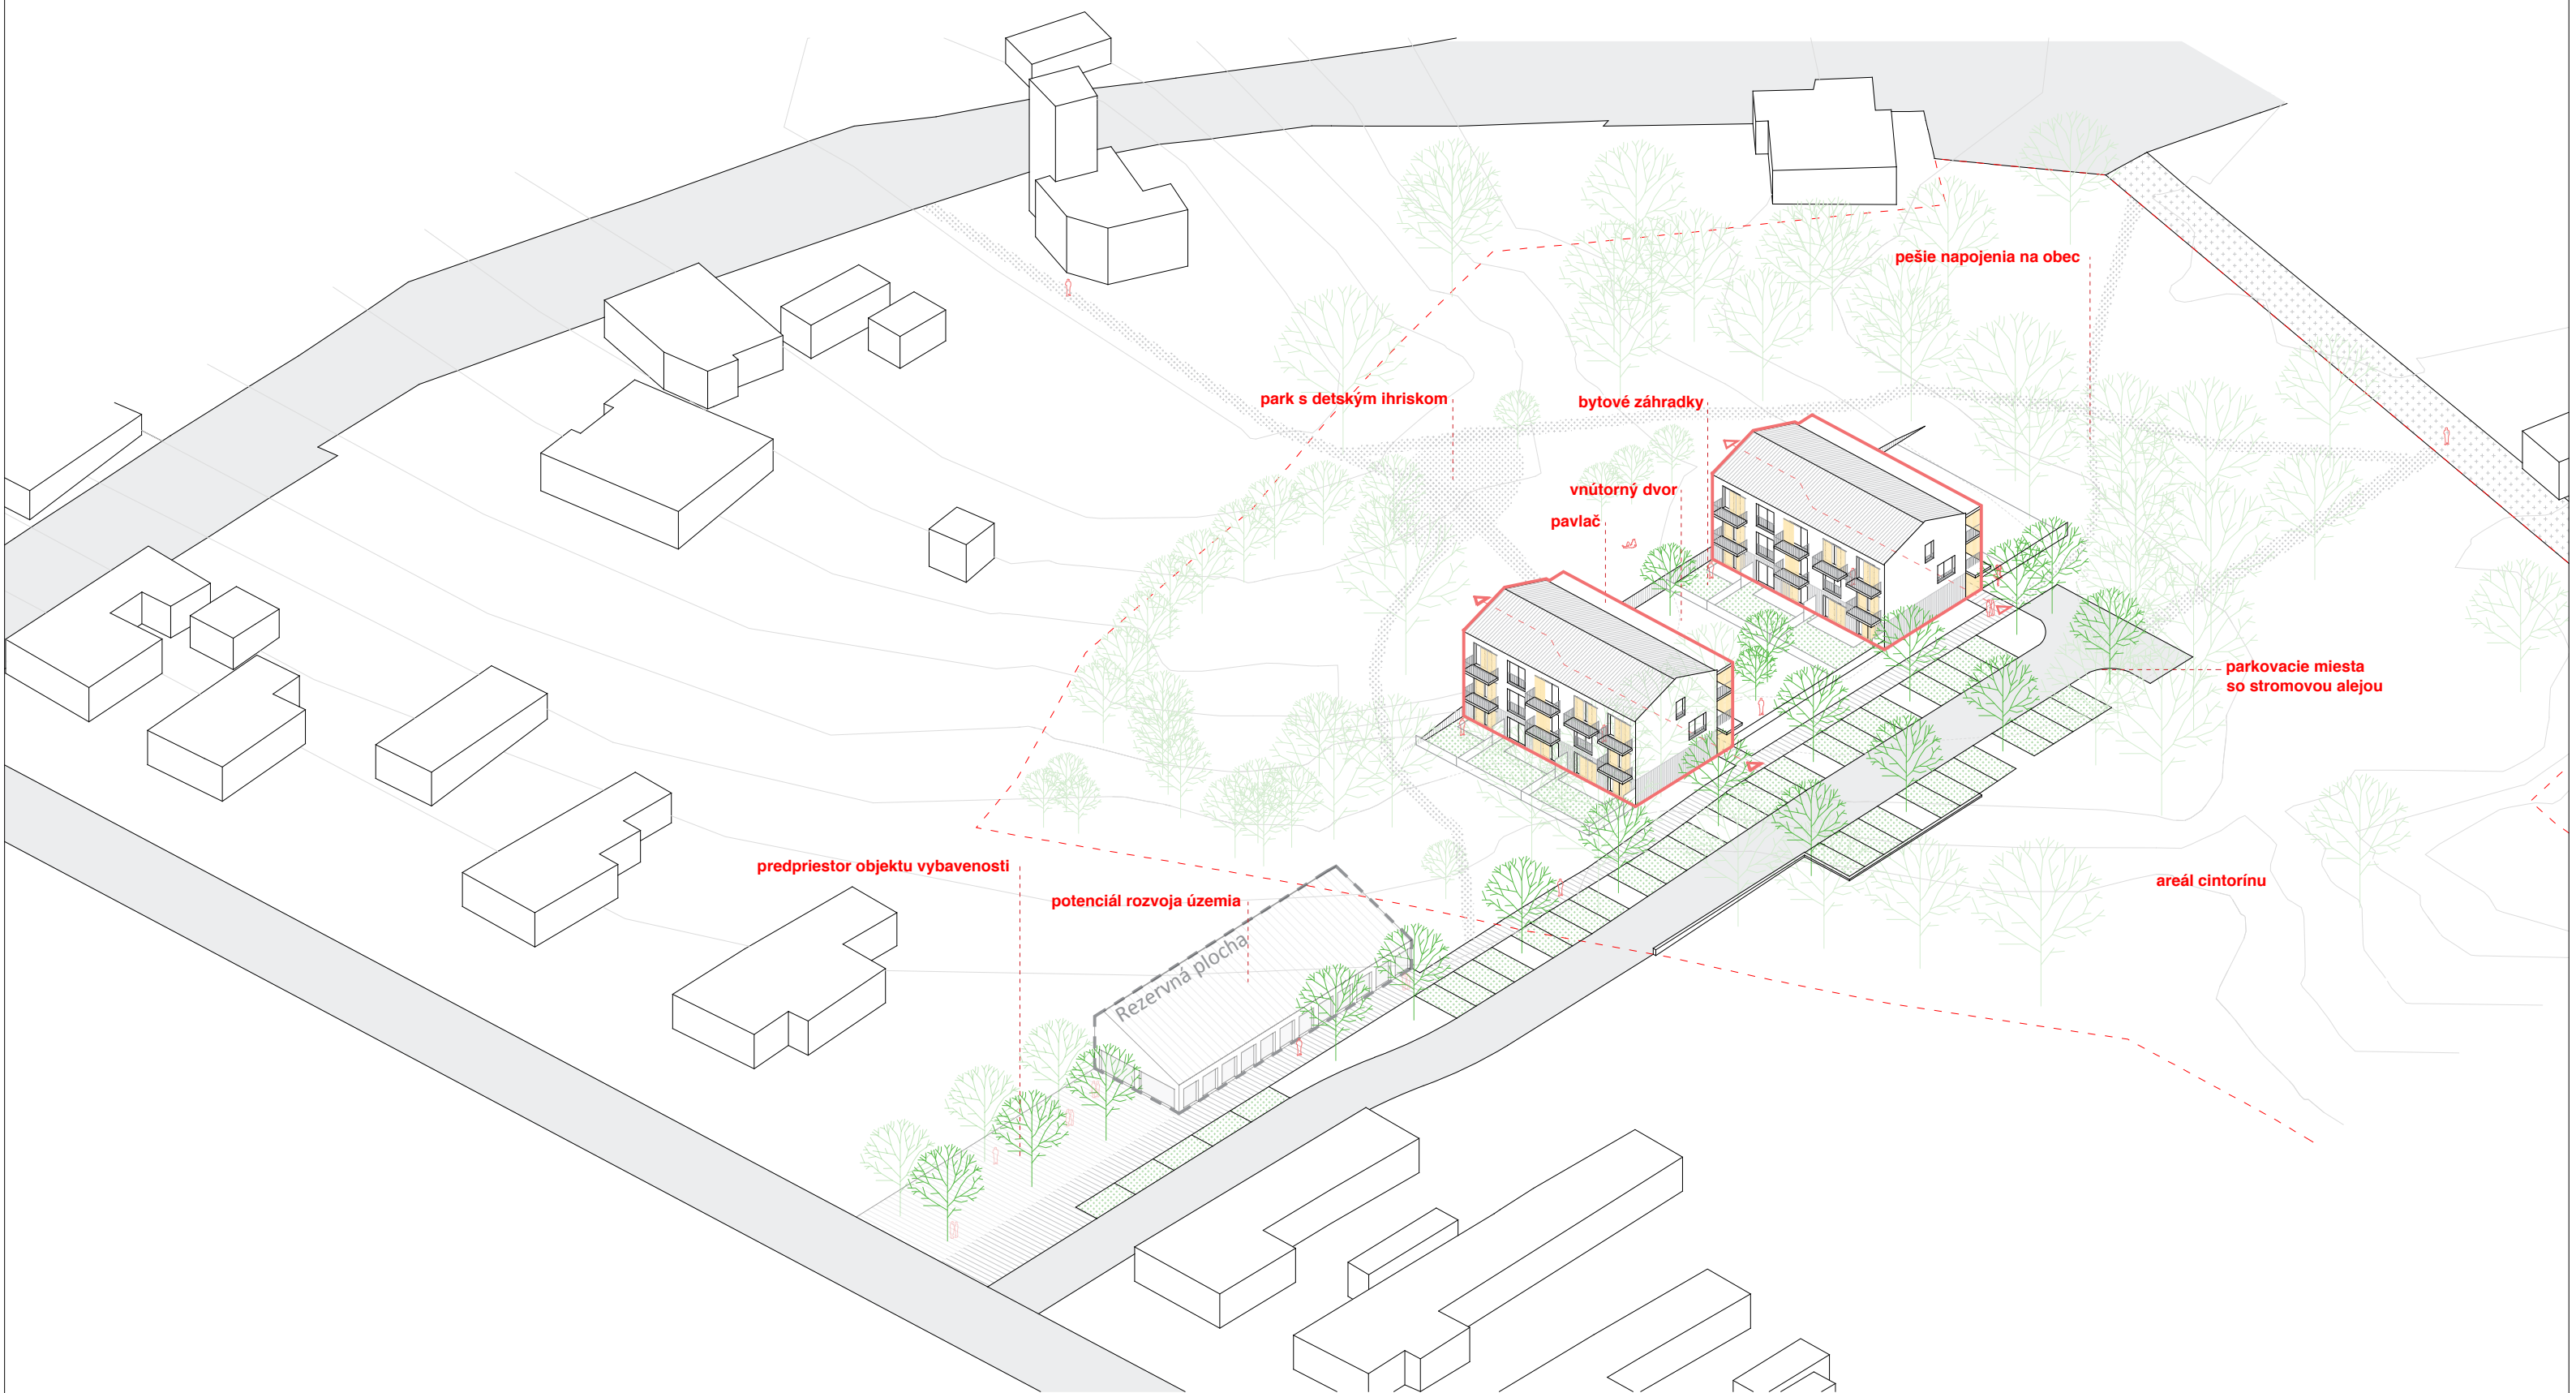 pešie napojenia na obec
park s detským ihriskom
bytové záhradky
vnútorný dvor
pavlač
parkovacie miesta
so stromovou alejou
predpriestor objektu vybavenosti
potenciál rozvoja územia
areál cintorínu
Rezervná plocha